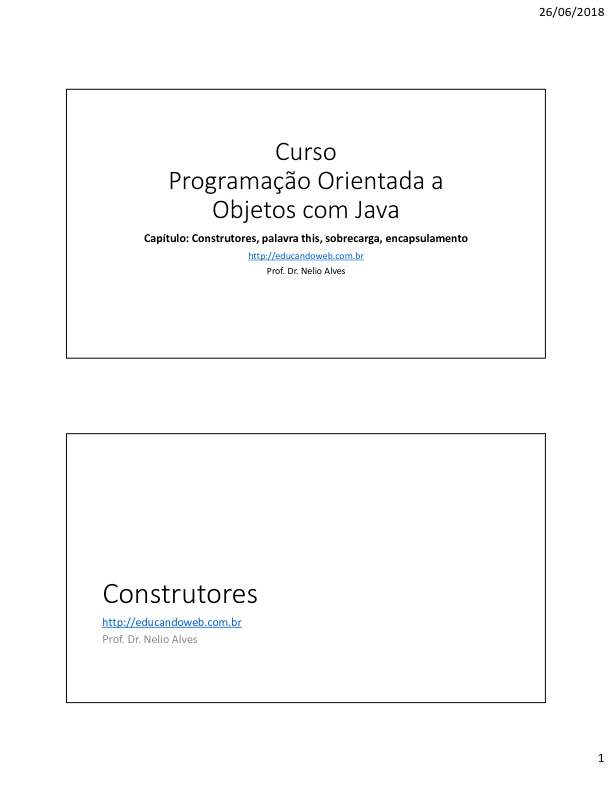 26/06/2018
Curso
Programação Orientada a
Objetos com Java
Capítulo: Construtores, palavra this, sobrecarga, encapsulamento
http://educandoweb.com.br
Prof. Dr. Nelio Alves
Construtores
http://educandoweb.com.br
Prof. Dr. Nelio Alves
1